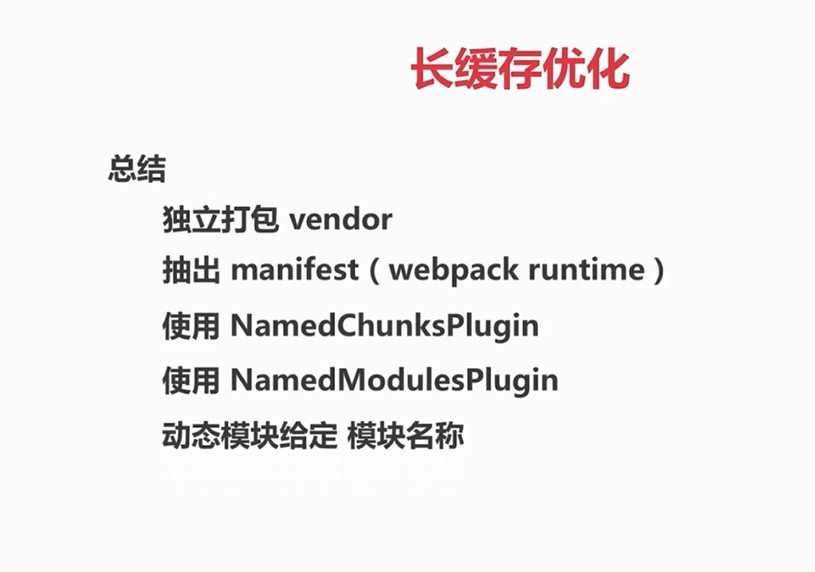 长缓存优化
总结
独立打包 vendor
抽出 manifest（webpack runtime）
使用 NamedChunksPlugin
使用 NamedModulesPlugin
动态模块给定 模块名称